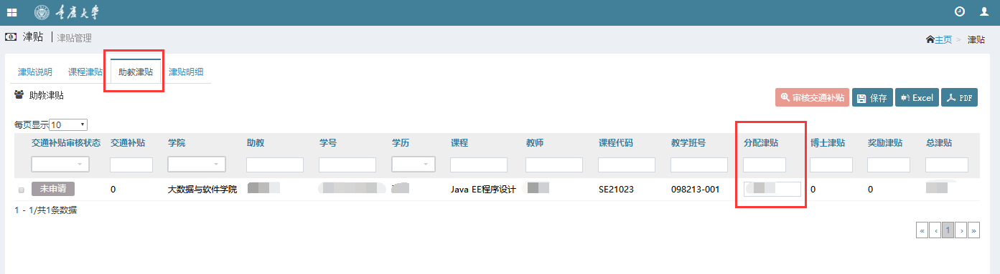 重庆大学
津贴 | 津贴管理
主页 > 津贴
津贴说明 课程津贴 助教津贴 津贴明细
助教津贴
审核交通补贴 保存 Excel PDF
每页显示 10
交通补贴审核状态 交通补贴 学院 助教 学号 学历 课程 教师 课程代码 教学班号 分配津贴 博士津贴 奖励津贴 总津贴
未申请 0 大数据与软件学院 Java EE程序设计 SE21023 098213-001 0 0
1 - 1/共1条数据
« ‹ 1 › »